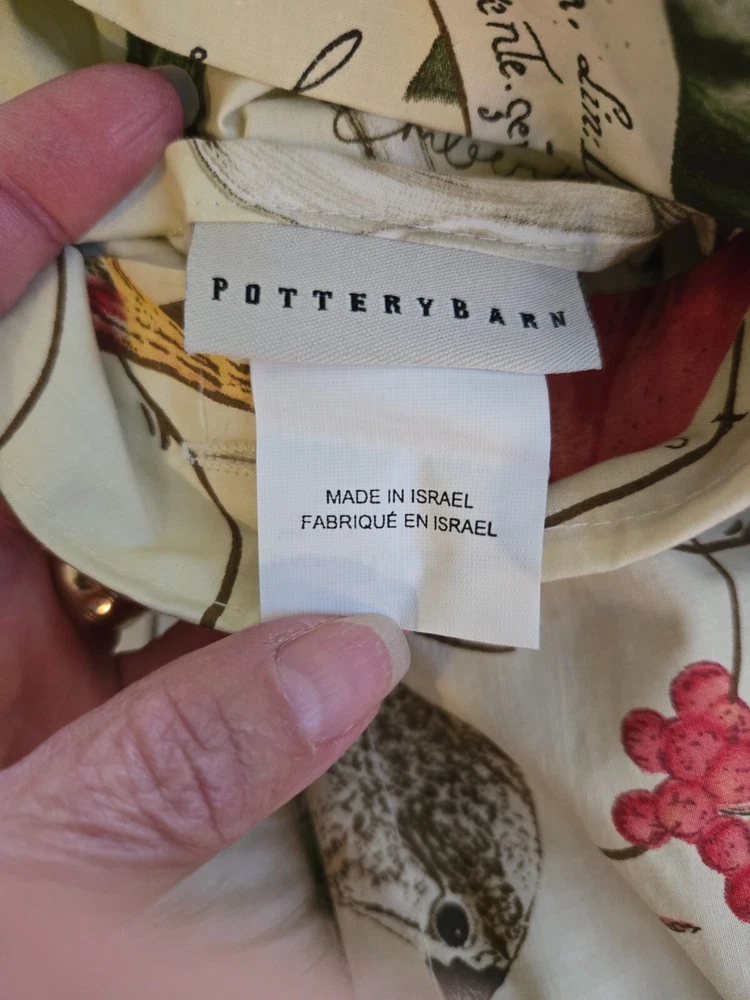 POTTERYBARN
MADE IN ISRAEL
FABRIQUÉ EN ISRAEL